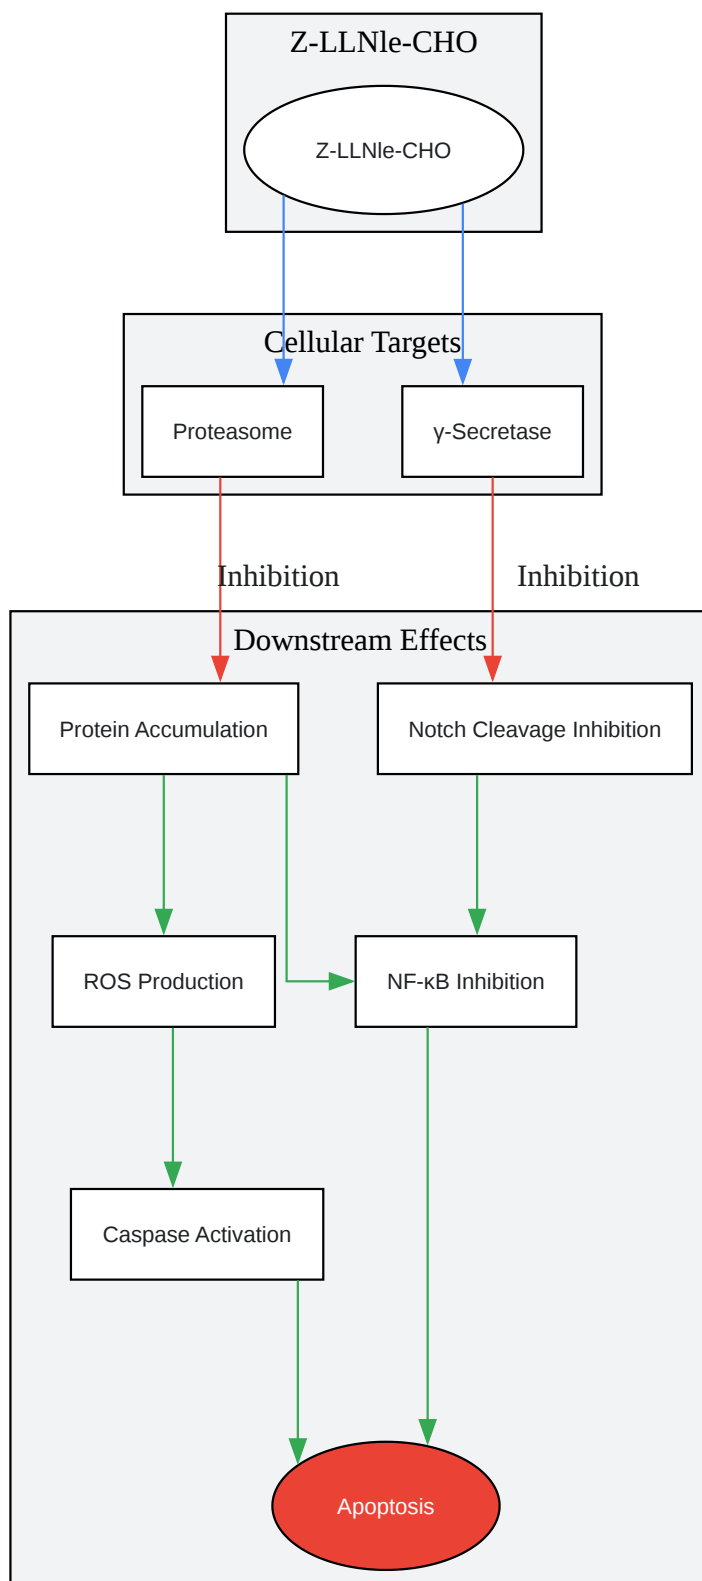 Z-LLNle-CHO
Z-LLNle-CHO
Cellular Targets
Proteasome
γ-Secretase
Inhibition
Inhibition
Downstream Effects
Protein Accumulation
Notch Cleavage Inhibition
ROS Production
NF-κB Inhibition
Caspase Activation
Apoptosis